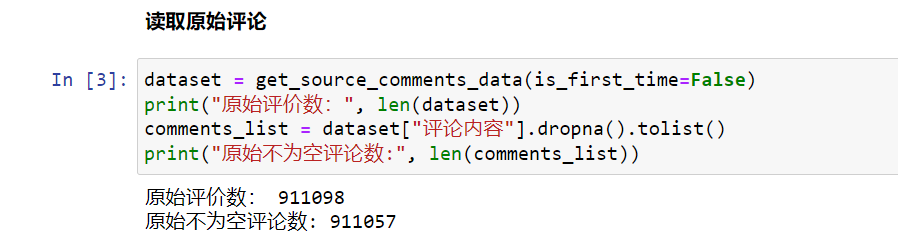 读取原始评论
In [3]: dataset = get_source_comments_data(is_first_time=False)
print("原始评价数: ", len(dataset))
comments_list = dataset["评论内容"].dropna().tolist()
print("原始不为空评论数:", len(comments_list))
原始评价数:  911098
原始不为空评论数: 911057